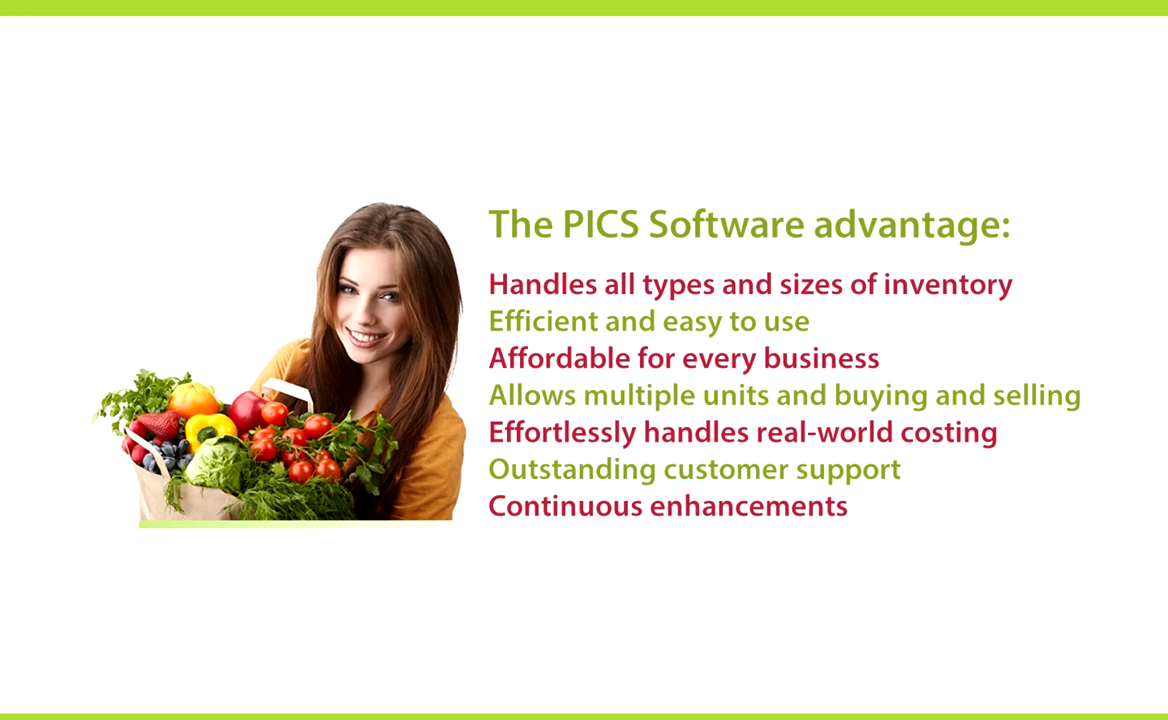 The PICS Software advantage:
Handles all types and sizes of inventory
Efficient and easy to use
Affordable for every business
Allows multiple units and buying and selling
Effortlessly handles real-world costing
Outstanding customer support
Continuous enhancements